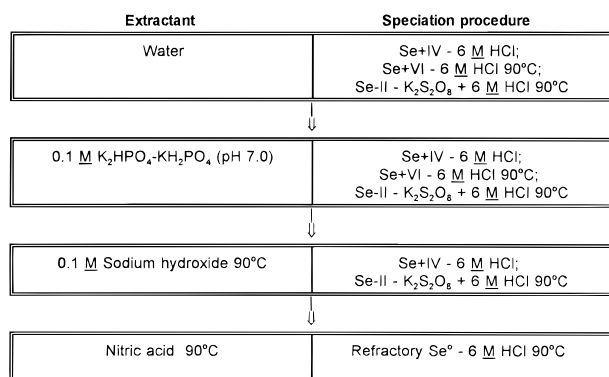 Extractant Speciation procedure
Water Se+IV - 6 M HCl;
Se+VI - 6 M HCl 90°C;
Se-II - K₂S₂O₈ + 6 M HCl 90°C
⇓
0.1 M K₂HPO₄-KH₂PO₄ (pH 7.0) Se+IV - 6 M HCl;
Se+VI - 6 M HCl 90°C;
Se-II - K₂S₂O₈ + 6 M HCl 90°C
⇓
0.1 M Sodium hydroxide 90°C Se+IV - 6 M HCl;
Se-II - K₂S₂O₈ + 6 M HCl 90°C
⇓
Nitric acid 90°C Refractory Se° - 6 M HCl 90°C